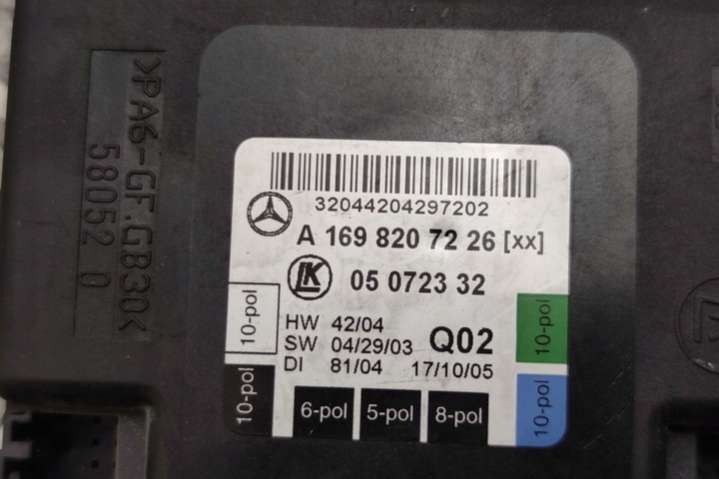 >PA6-GF.GB30<
58052 0
32044204297202
A 169 820 7226 [xx]
LK 05 0723 32
HW 42/04
SW 04/29/03 Q02
DI 81/04 17/10/05
10-pol
10-pol
10-pol
10-pol
6-pol 5-pol 8-pol